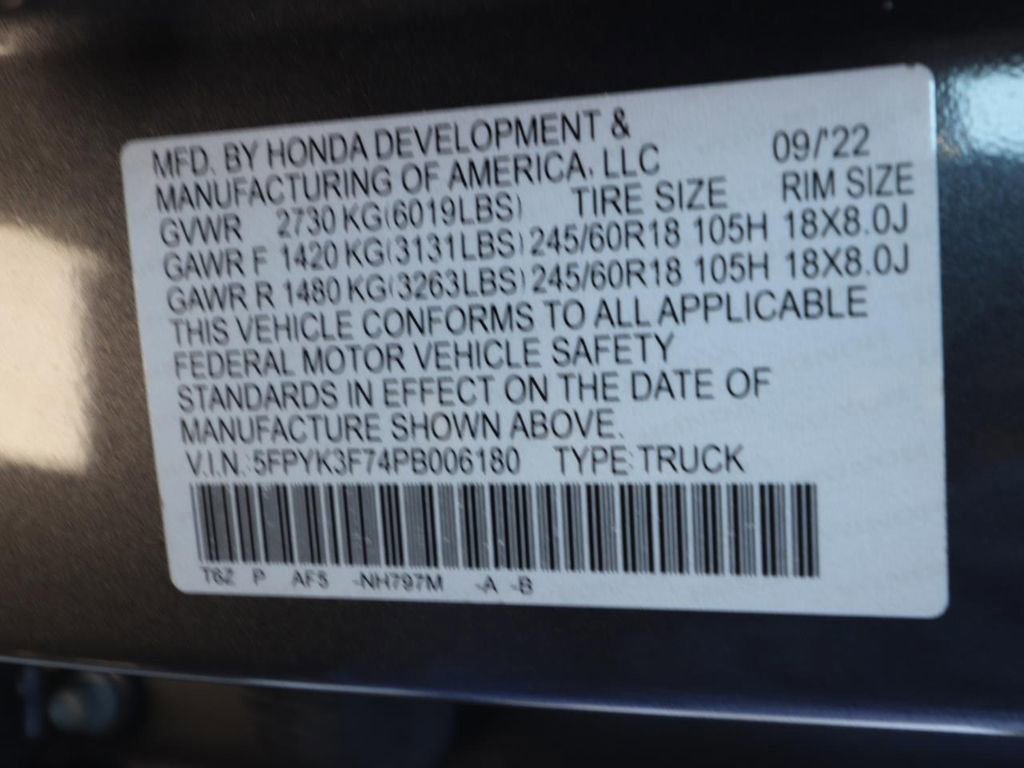 MFD. BY HONDA DEVELOPMENT &
MANUFACTURING OF AMERICA, LLC 09/'22
GVWR 2730 KG(6019LBS) TIRE SIZE RIM SIZE
GAWR F 1420 KG(3131LBS) 245/60R18 105H 18X8.0J
GAWR R 1480 KG(3263LBS) 245/60R18 105H 18X8.0J
THIS VEHICLE CONFORMS TO ALL APPLICABLE
FEDERAL MOTOR VEHICLE SAFETY
STANDARDS IN EFFECT ON THE DATE OF
MANUFACTURE SHOWN ABOVE.
V.I.N.: 5FPYK3F74PB006180 TYPE: TRUCK
T6Z P AF5 -NH797M -A -B